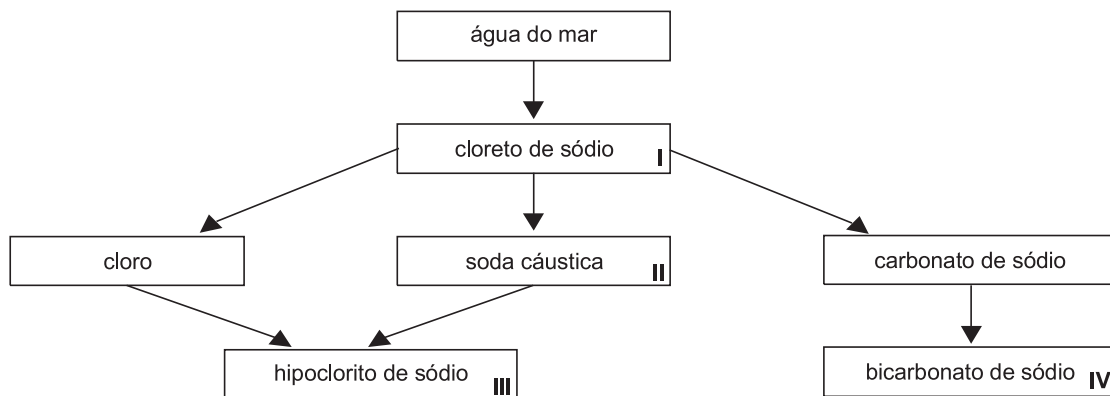 água do mar
cloreto de sódio I
cloro
soda cáustica II
carbonato de sódio
hipoclorito de sódio III
bicarbonato de sódio IV